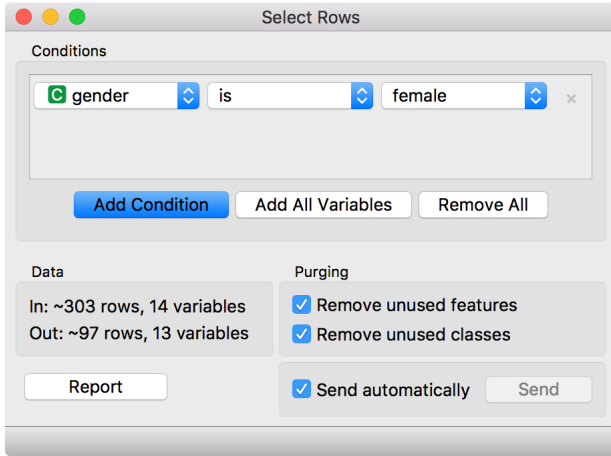 Select Rows
Conditions
C gender is female ×
Add Condition Add All Variables Remove All
Data Purging
In: ~303 rows, 14 variables
Out: ~97 rows, 13 variables
Remove unused features
Remove unused classes
Report
Send automatically Send